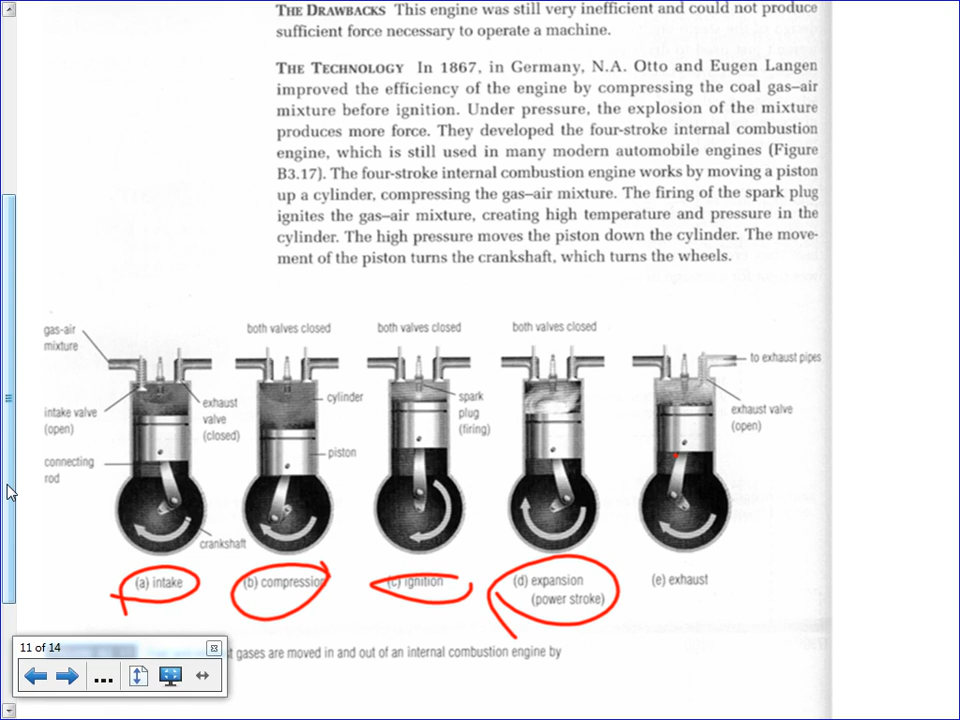 THE DRAWBACKS This engine was still very inefficient and could not produce
sufficient force necessary to operate a machine.
THE TECHNOLOGY In 1867, in Germany, N.A. Otto and Eugen Langen
improved the efficiency of the engine by compressing the coal gas–air
mixture before ignition. Under pressure, the explosion of the mixture
produces more force. They developed the four-stroke internal combustion
engine, which is still used in many modern automobile engines (Figure
B3.17). The four-stroke internal combustion engine works by moving a piston
up a cylinder, compressing the gas–air mixture. The firing of the spark plug
ignites the gas–air mixture, creating high temperature and pressure in the
cylinder. The high pressure moves the piston down the cylinder. The move-
ment of the piston turns the crankshaft, which turns the wheels.
gas-air
mixture
both valves closed
both valves closed
both valves closed
to exhaust pipes
intake valve
(open)
exhaust
valve
(closed)
cylinder
spark
plug
(firing)
exhaust valve
(open)
connecting
rod
piston
crankshaft
(a) intake
(b) compression
(c) ignition
(d) expansion
(power stroke)
(e) exhaust
gases are moved in and out of an internal combustion engine by
11 of 14